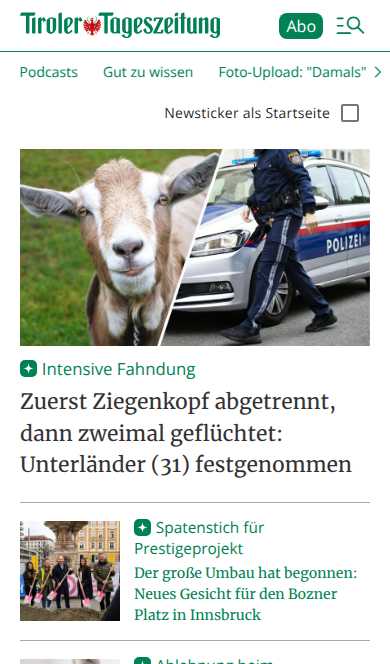 Tiroler Tageszeitung
Abo
Podcasts Gut zu wissen Foto-Upload: "Damals"
Newsticker als Startseite
POLIZEI
Intensive Fahndung
Zuerst Ziegenkopf abgetrennt,
dann zweimal geflüchtet:
Unterländer (31) festgenommen
Spatenstich für
Prestigeprojekt
Der große Umbau hat begonnen:
Neues Gesicht für den Bozner
Platz in Innsbruck
Ablehnung beim